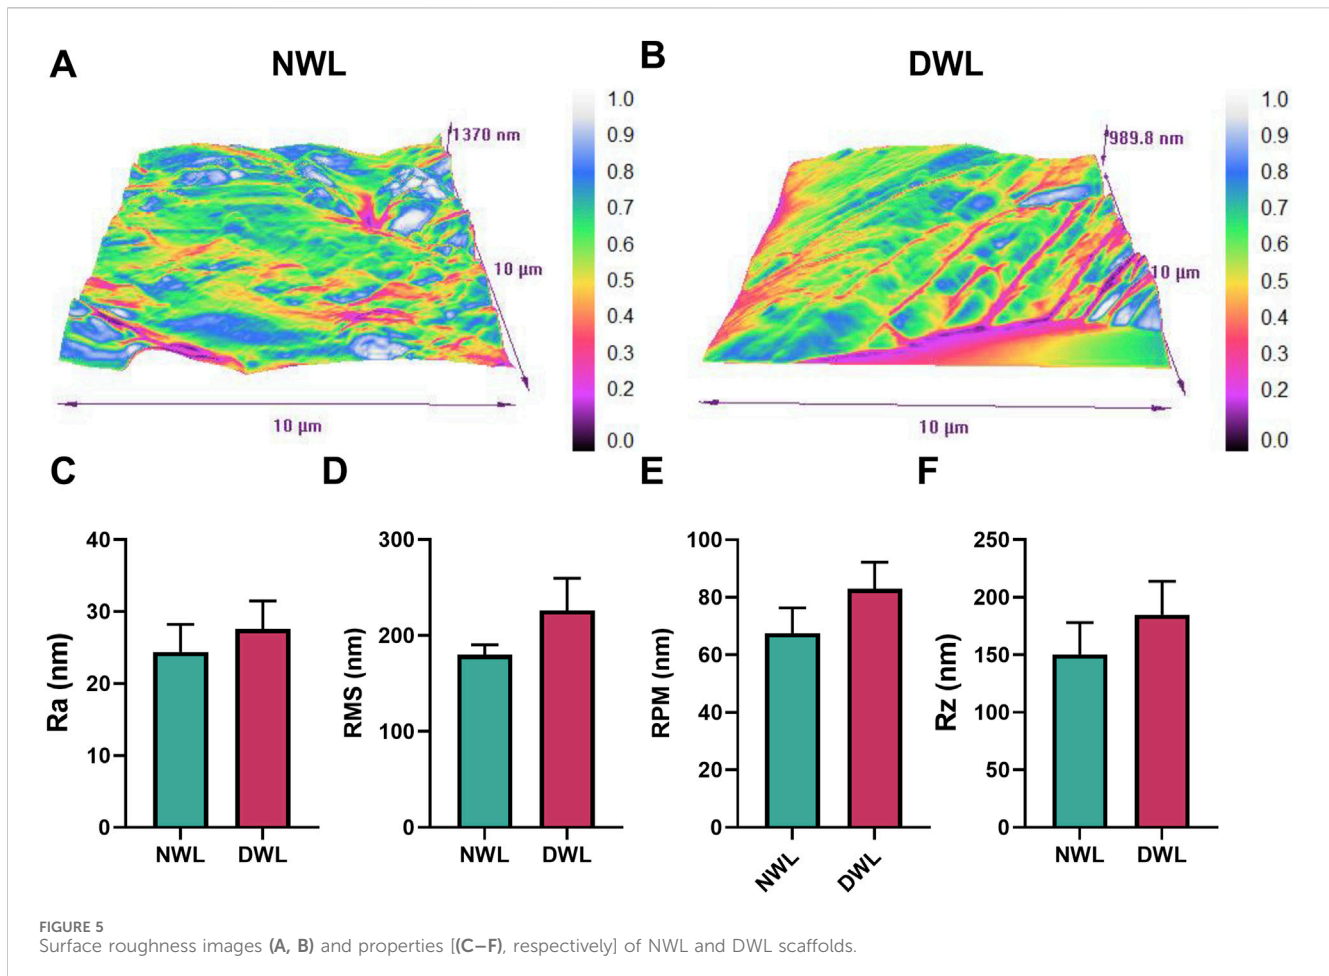 A
NWL
1370 nm
10 µm
10 µm
1.0
0.9
0.8
0.7
0.6
0.5
0.4
0.3
0.2
0.0
B
DWL
989.8 nm
10 µm
10 µm
1.0
0.9
0.8
0.7
0.6
0.5
0.4
0.3
0.2
0.0
C
Ra (nm)
40
30
20
10
0
NWL DWL
D
RMS (nm)
300
200
100
0
NWL DWL
E
RPM (nm)
100
80
60
40
20
0
NWL DWL
F
Rz (nm)
250
200
150
100
50
0
NWL DWL
FIGURE 5
Surface roughness images (A, B) and properties [(C–F), respectively] of NWL and DWL scaffolds.